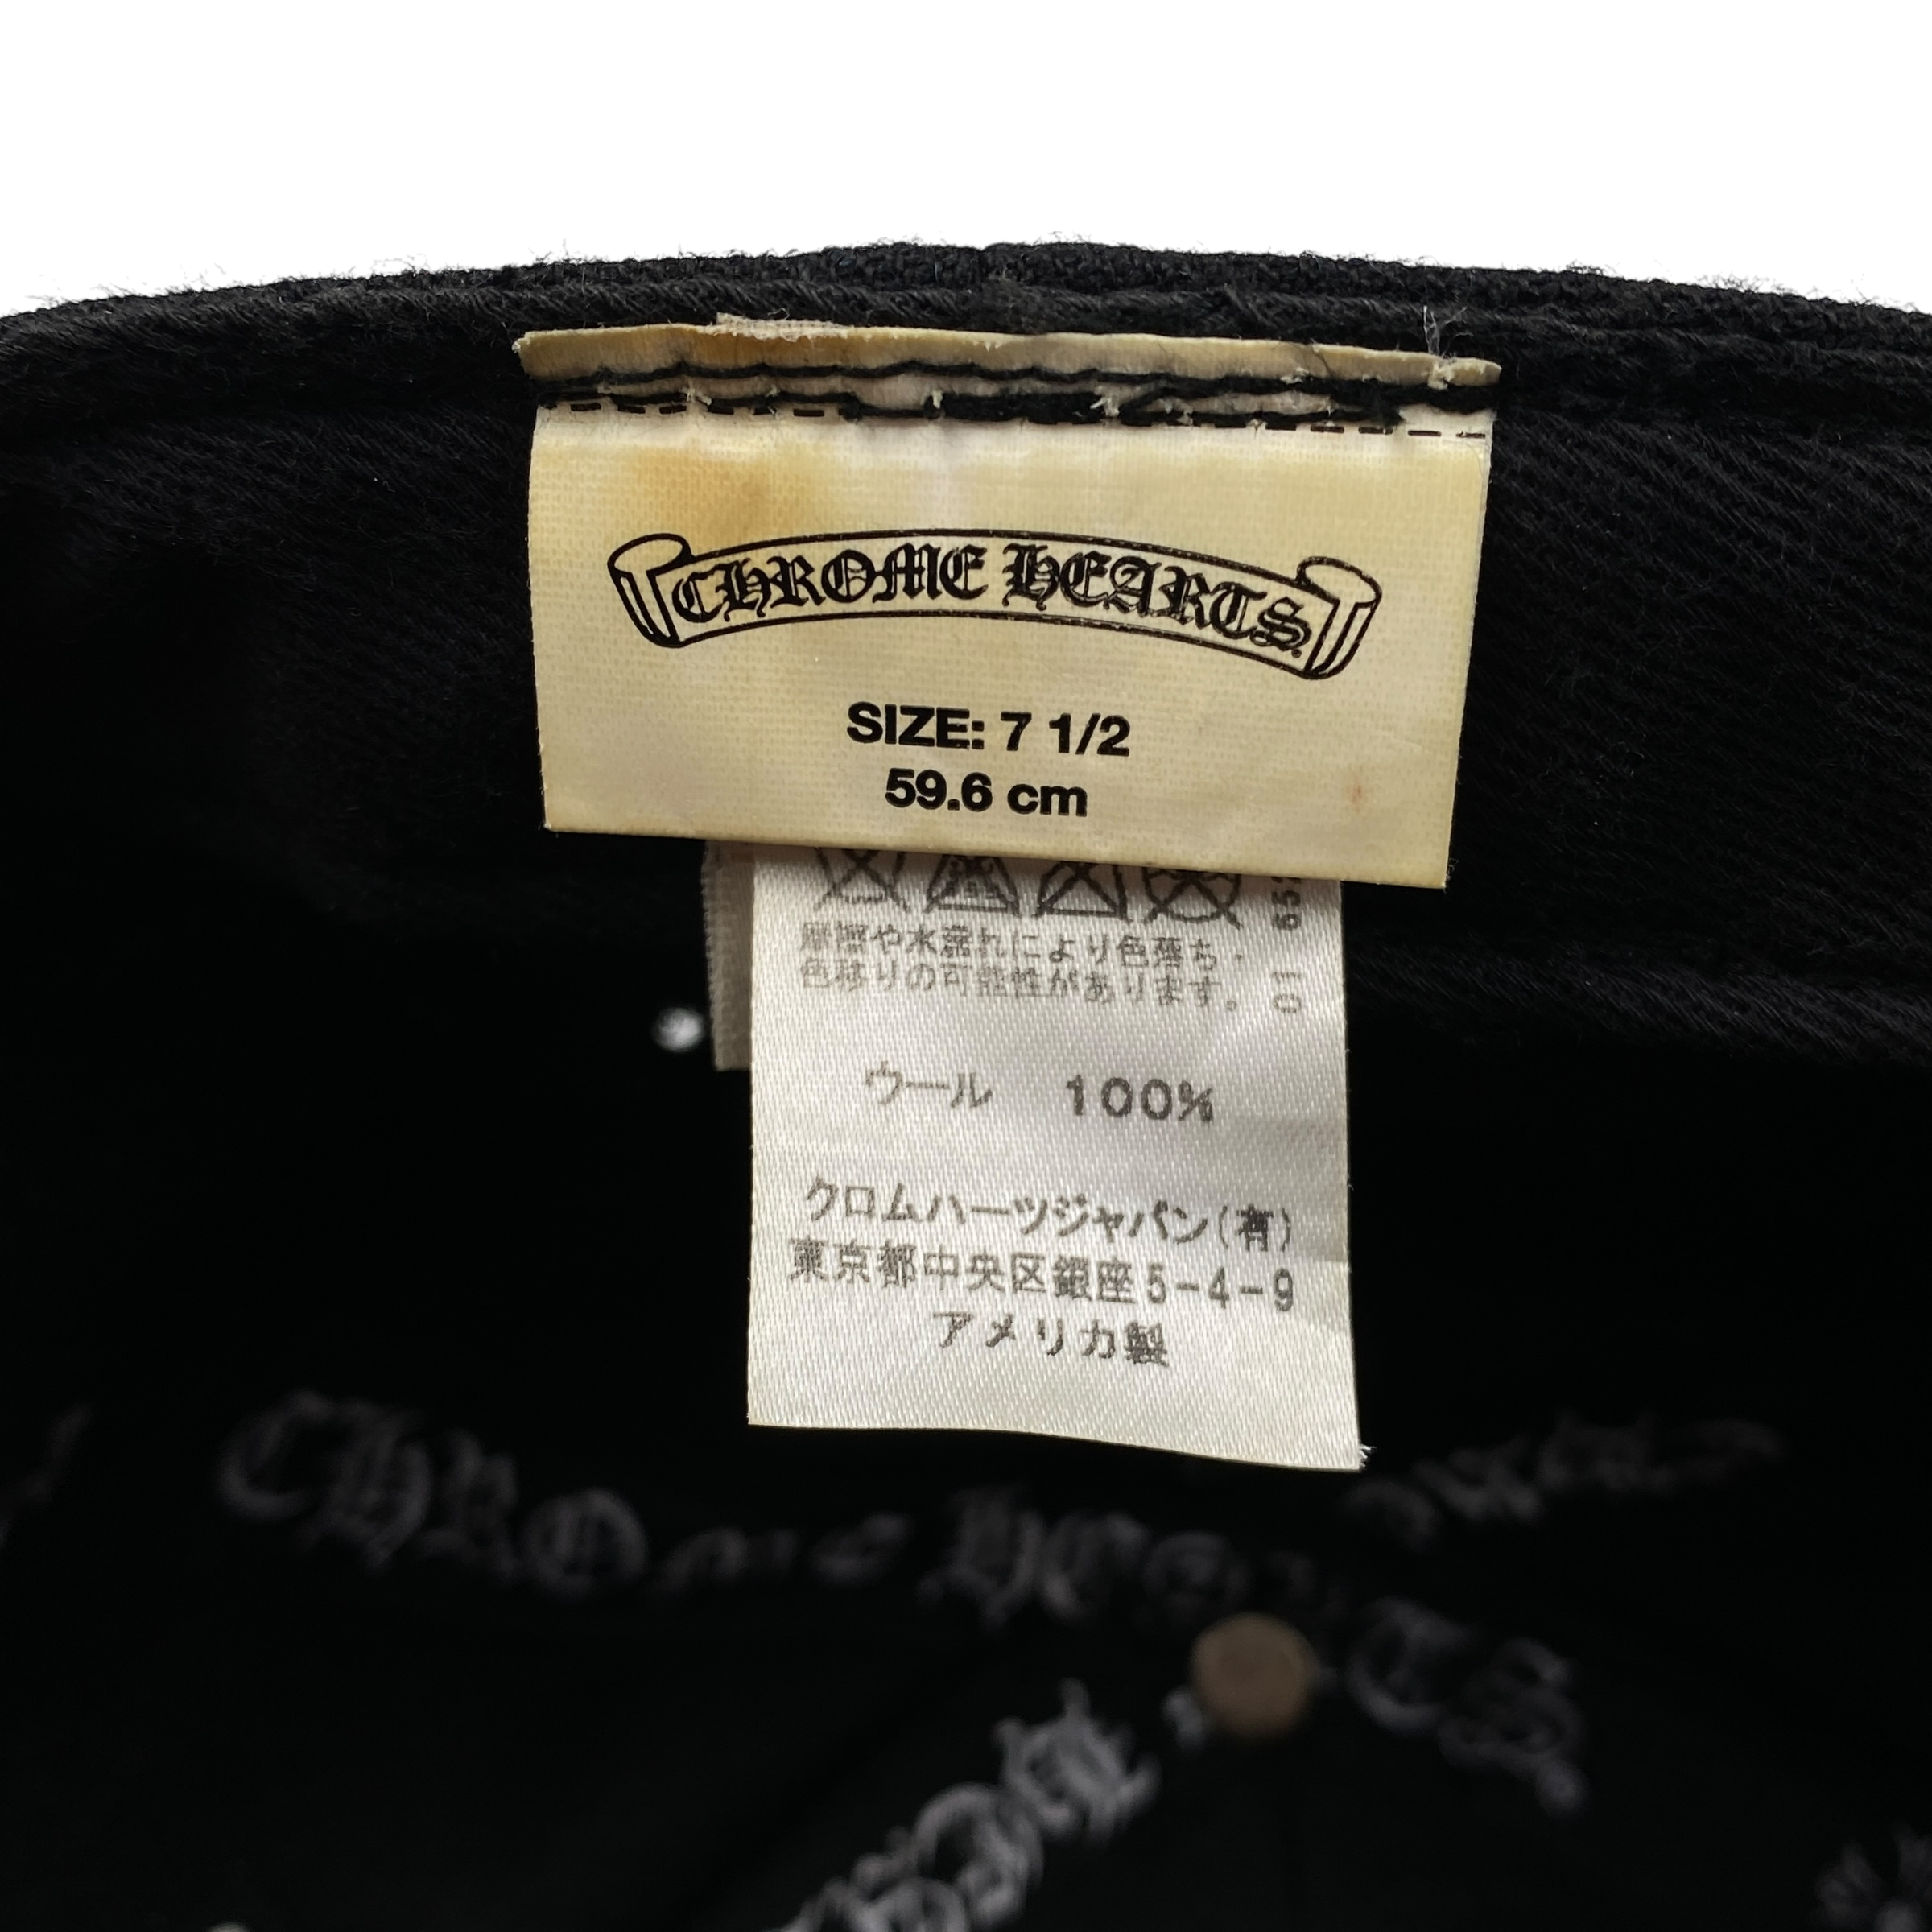 CHROME HEARTS
SIZE: 7 1/2
59.6 cm
摩擦や水濡れにより色落ち・
色移りの可能性があります。
01
ウール 100%
クロムハーツジャパン(有)
東京都中央区銀座5-4-9
アメリカ製
CHROME HEARTS